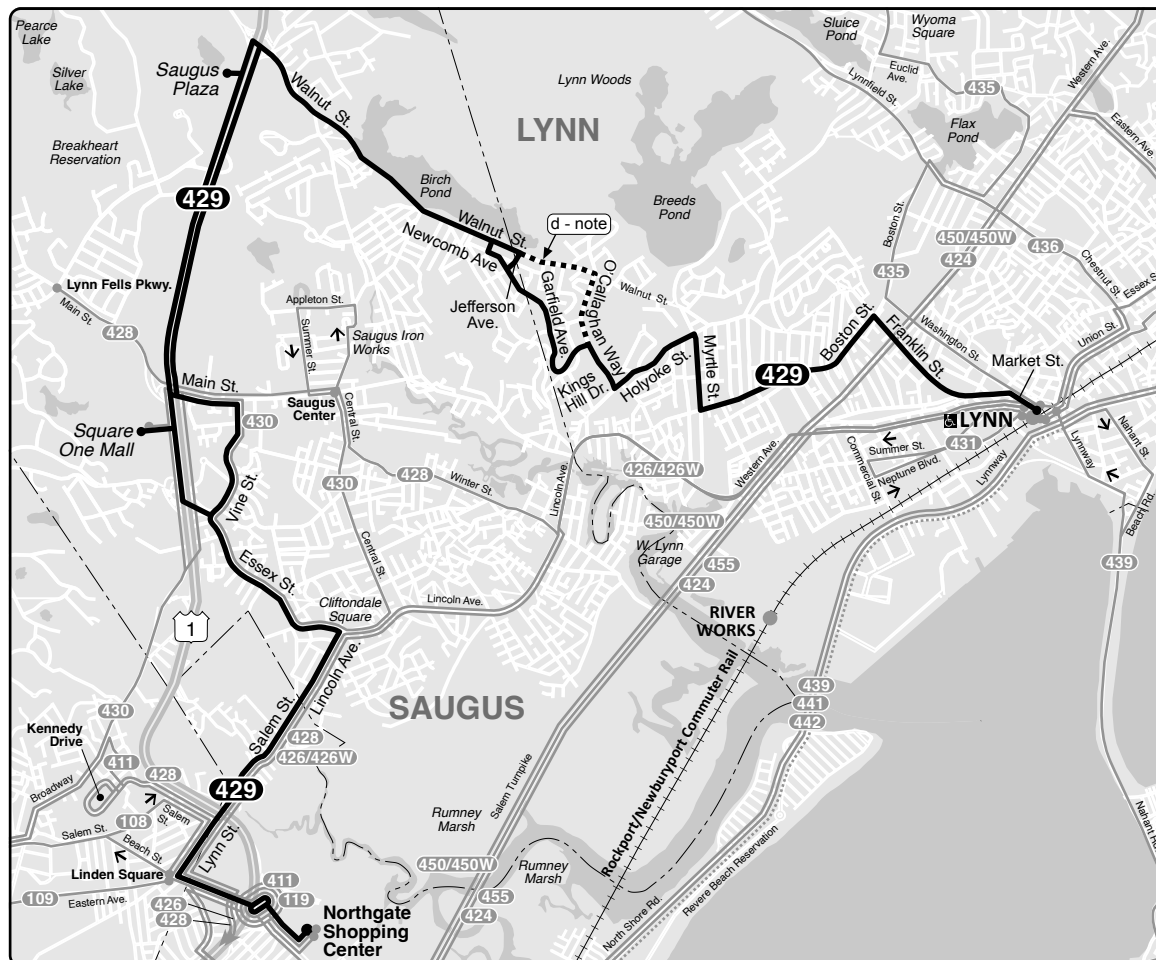 Pearce
Lake
Silver
Lake
Saugus
Plaza
Breakheart
Reservation
Walnut St.
Lynn Woods
LYNN
Sluice
Pond
Wyoma
Square
Euclid
Ave.
Lynnfield St.
435
Western Ave.
Eastern Ave.
Flax
Pond
429
Birch
Pond
Breeds
Pond
Walnut St.
d - note
Newcomb Ave
Jefferson
Ave.
Garfield Ave.
O'Callaghan Way
Walnut St.
Boston St.
435
450/450W
424
436
Chestnut St.
Essex St.
Union St.
Lynn Fells Pkwy.
Main St.
428
Appleton St.
Summer St.
Saugus Iron
Works
Main St.
Saugus
Center
430
Central St.
Kings
Hill Dr.
Holyoke St.
Myrtle St.
429
Boston St.
Franklin St.
Washington St.
Market St.
LYNN
Square
One Mall
Vine St.
430
428
Winter St.
Lincoln Ave.
426/426W
Western Ave.
Summer St.
431
Neptune Blvd.
Commercial St.
Lynnway
Lynnway
Nahant St.
Beach Rd.
439
Essex St.
Central St.
Cliftondale
Square
Lincoln Ave.
450/450W
W. Lynn
Garage
455
424
RIVER
WORKS
1
Salem St.
Lincoln Ave.
SAUGUS
428
426/426W
439
441
442
Rockport/Newburyport Commuter Rail
430
Kennedy
Drive
411
428
Broadway
108
Salem
St.
Salem St.
Beach St.
429
Lynn St.
Linden Square
109
Eastern Ave.
426
428
411
119
Northgate
Shopping
Center
Rumney
Marsh
Salem Turnpike
450/450W
Rumney
Marsh
455
424
North Shore Rd.
Revere Beach Reservation
Nahant Rd.